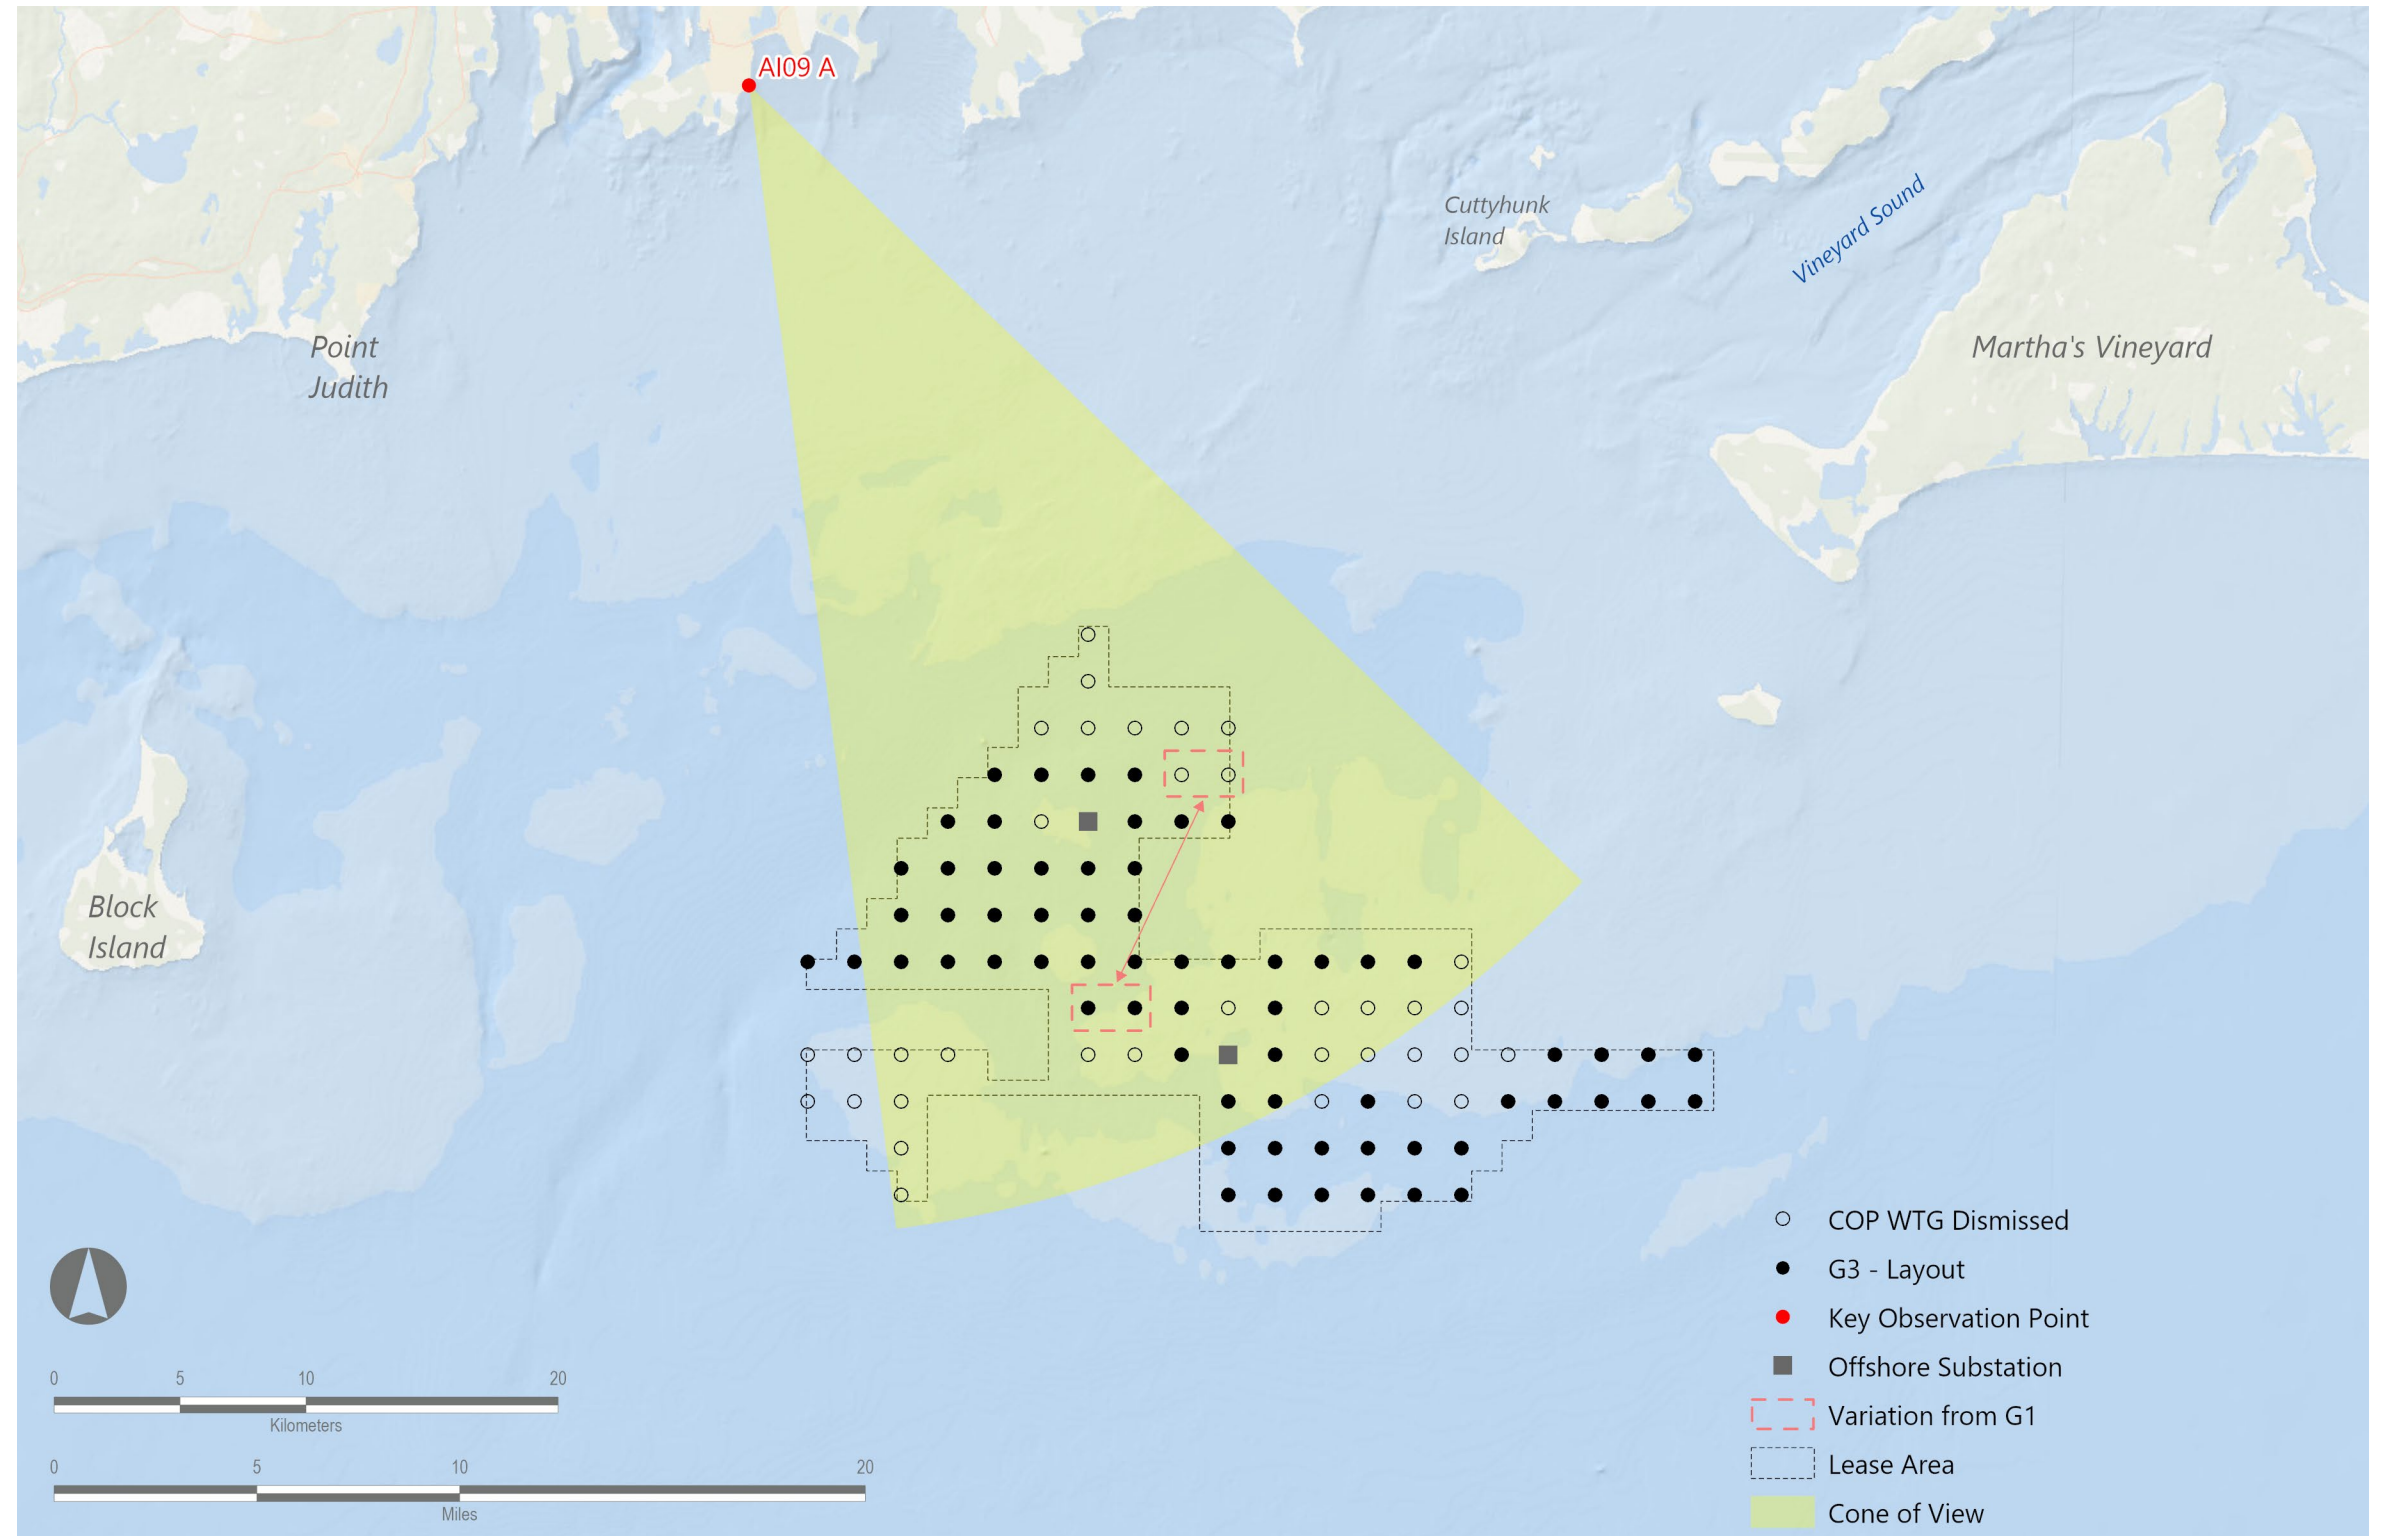 AI09 A
Cuttyhunk
Island
Vineyard Sound
Point
Judith
Martha's Vineyard
Block
Island
COP WTG Dismissed
G3 - Layout
Key Observation Point
Offshore Substation
Variation from G1
Lease Area
Cone of View
0 5 10 20
Kilometers
0 5 10 20
Miles